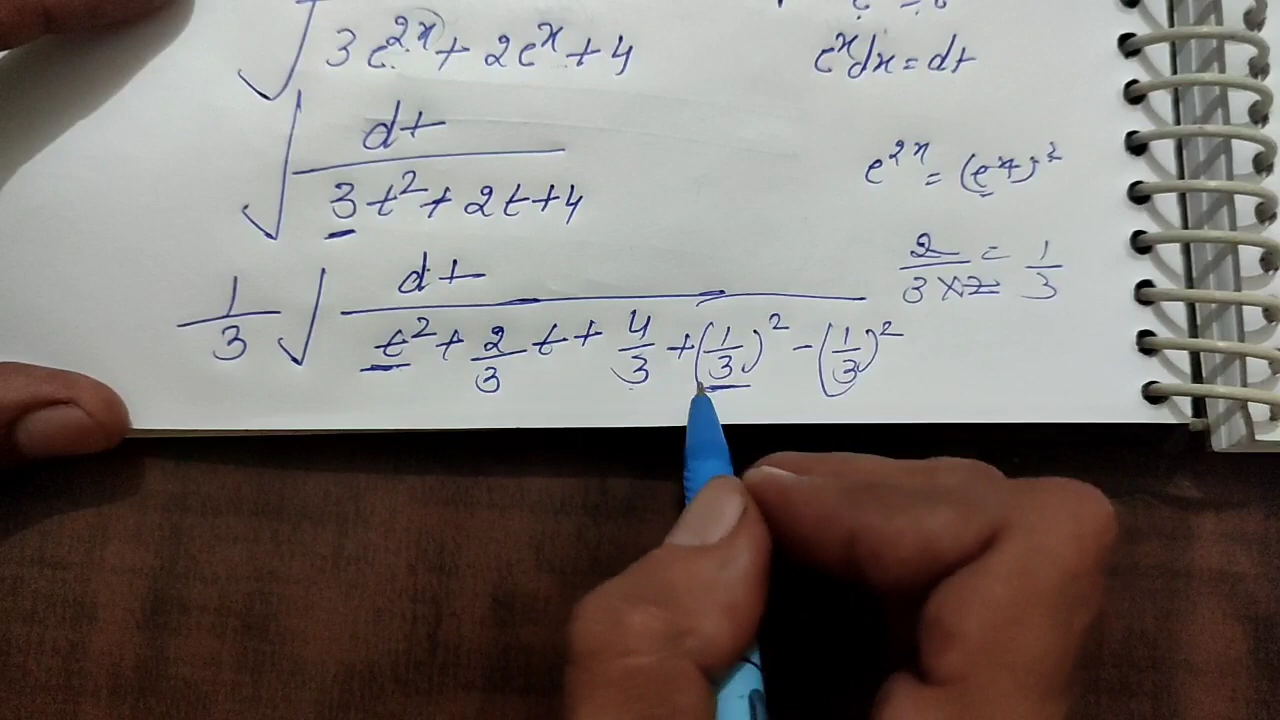 ∫ 3e^2x + 2e^x + 4
e^x dx = dt
∫ dt / 3t² + 2t + 4
e^2x = (e^x)²
2 / 3×2 = 1/3
1/3 ∫ dt / t² + 2/3 t + 4/3 + (1/3)² - (1/3)²